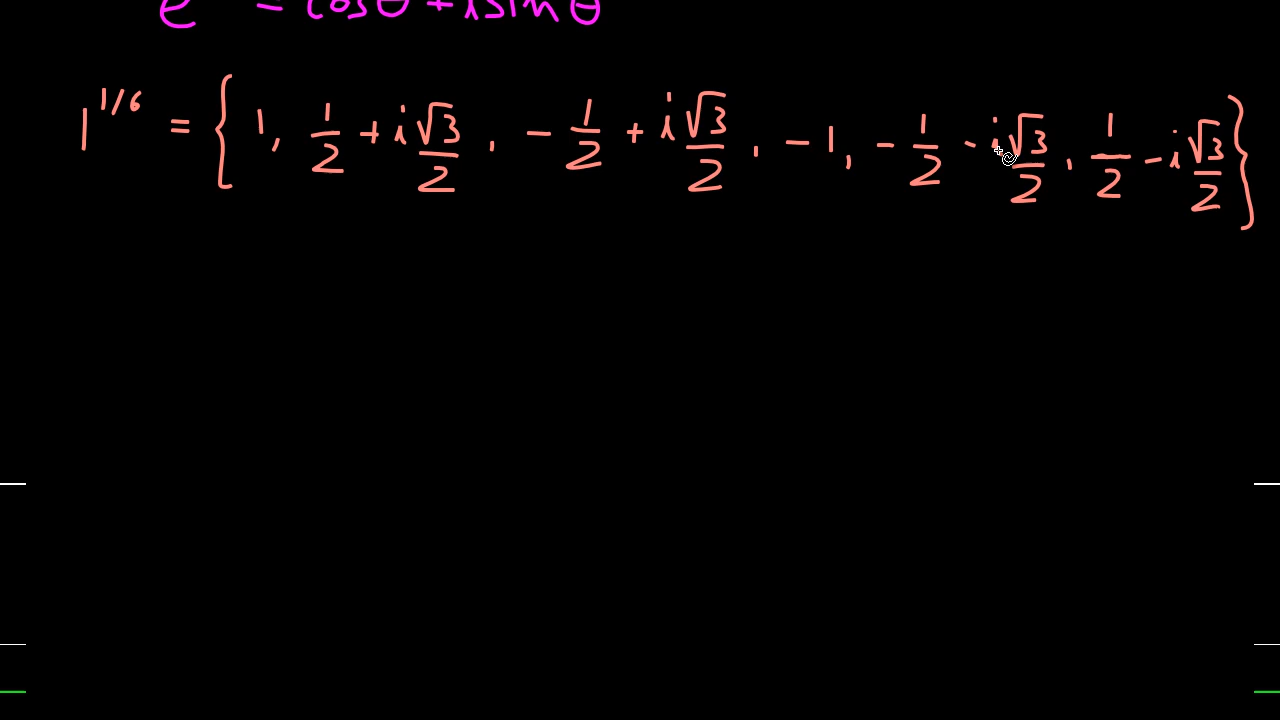 e = cosθ + i sin θ
1^{1/6} = { 1, 1/2 + i√3/2, -1/2 + i√3/2, -1, -1/2 - i√3/2, 1/2 - i√3/2 }